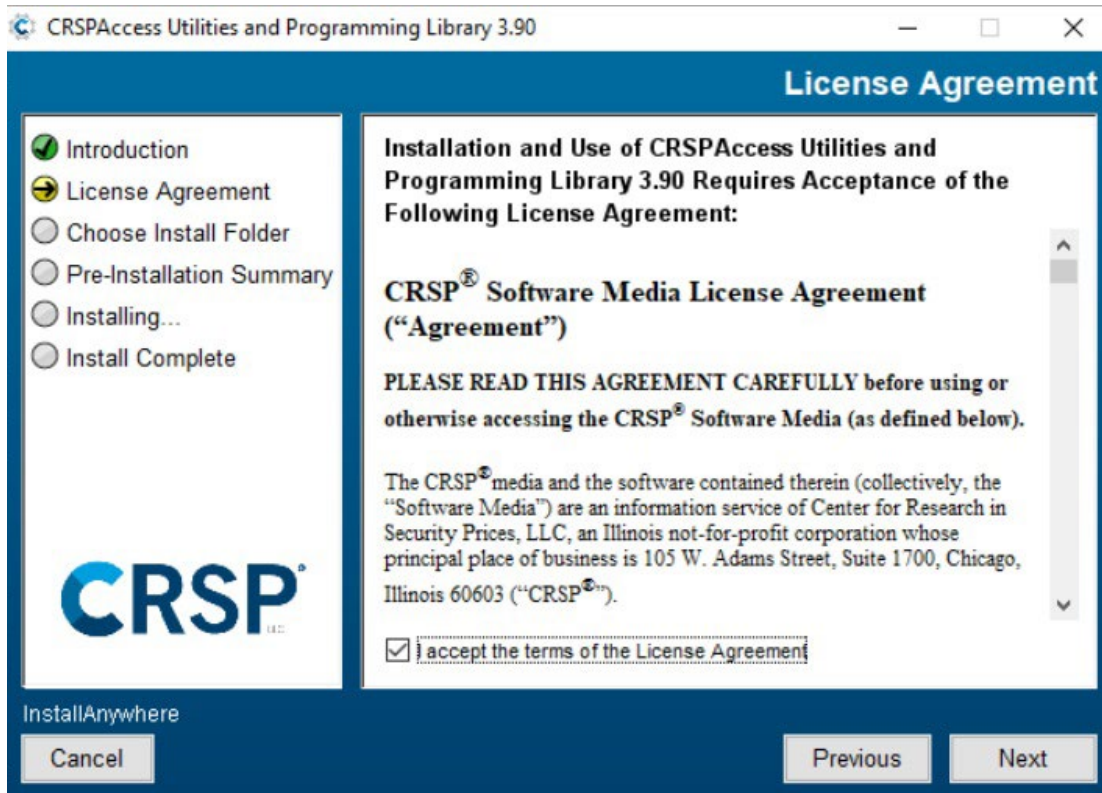 CRSPAccess Utilities and Programming Library 3.90
License Agreement
Introduction
License Agreement
Choose Install Folder
Pre-Installation Summary
Installing...
Install Complete
CRSP
LLC
Installation and Use of CRSPAccess Utilities and
Programming Library 3.90 Requires Acceptance of the
Following License Agreement:
CRSP® Software Media License Agreement
(“Agreement”)
PLEASE READ THIS AGREEMENT CAREFULLY before using or
otherwise accessing the CRSP® Software Media (as defined below).
The CRSP®media and the software contained therein (collectively, the
“Software Media”) are an information service of Center for Research in
Security Prices, LLC, an Illinois not-for-profit corporation whose
principal place of business is 105 W. Adams Street, Suite 1700, Chicago,
Illinois 60603 (“CRSP®”).
I accept the terms of the License Agreement
InstallAnywhere
Cancel
Previous
Next